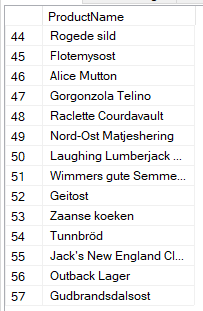 ProductName
44 Rogede sild
45 Flotemysost
46 Alice Mutton
47 Gorgonzola Telino
48 Raclette Courdavault
49 Nord-Ost Matjeshering
50 Laughing Lumberjack ...
51 Wimmers gute Semme...
52 Geitost
53 Zaanse koeken
54 Tunnbröd
55 Jack's New England Cl...
56 Outback Lager
57 Gudbrandsdalsost